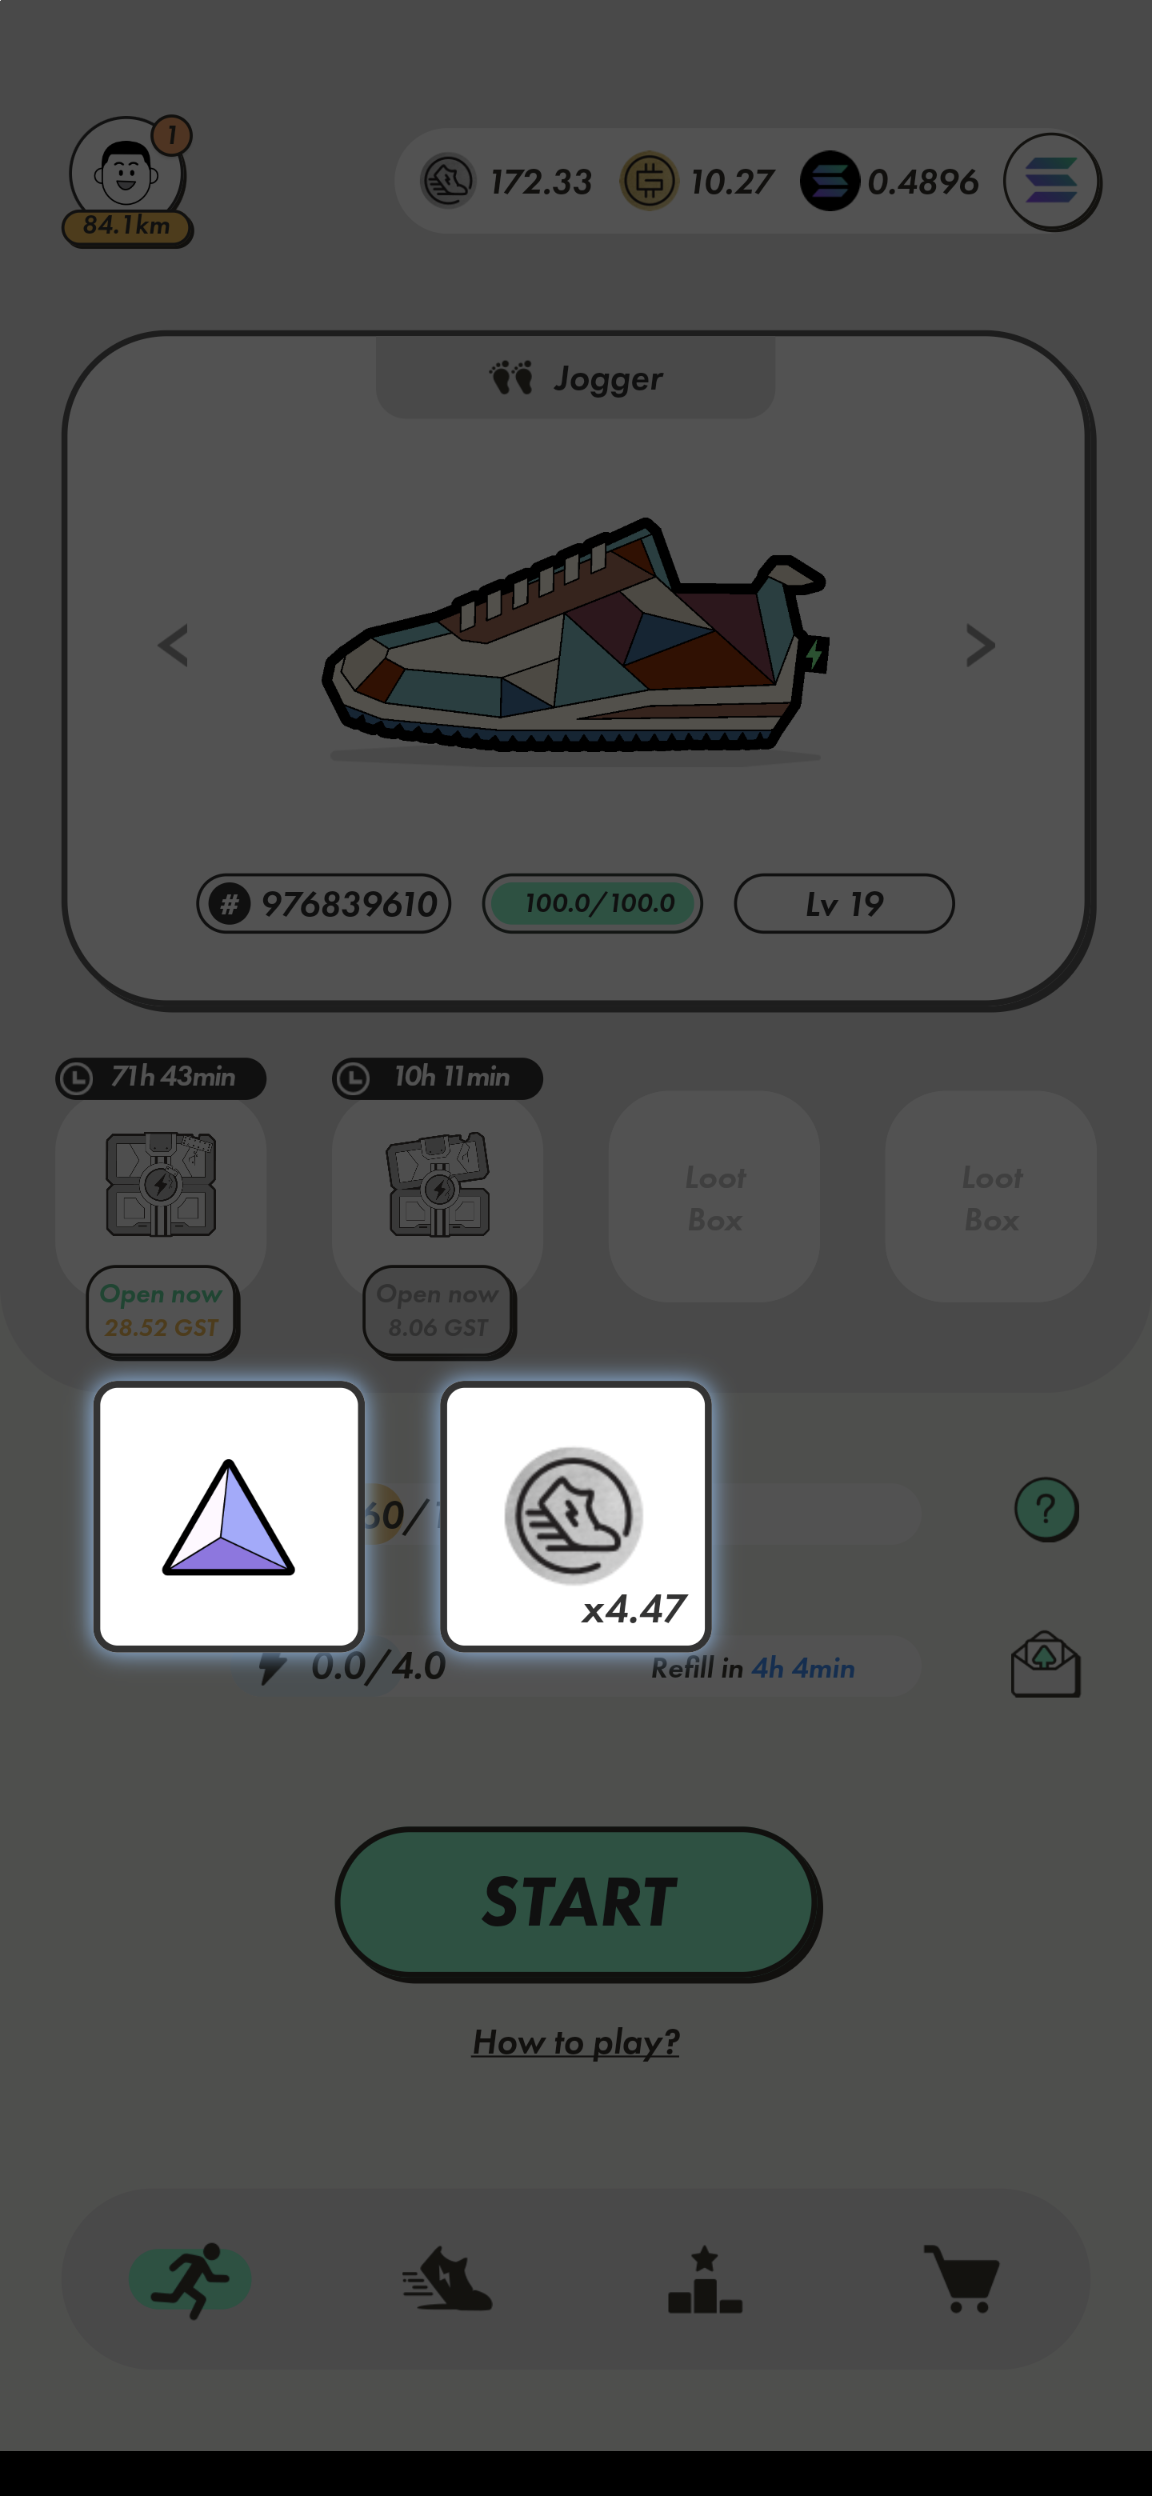 1
84.1km
172.33 10.27 0.4896
Jogger
# 976839610 100.0/100.0 Lv 19
71h 43min 10h 11min
Loot Box Loot Box
Open now Open now
28.52 GST 8.06 GST
60/
?
x4.47
0.0/4.0 Refill in 4h 4min
START
How to play?